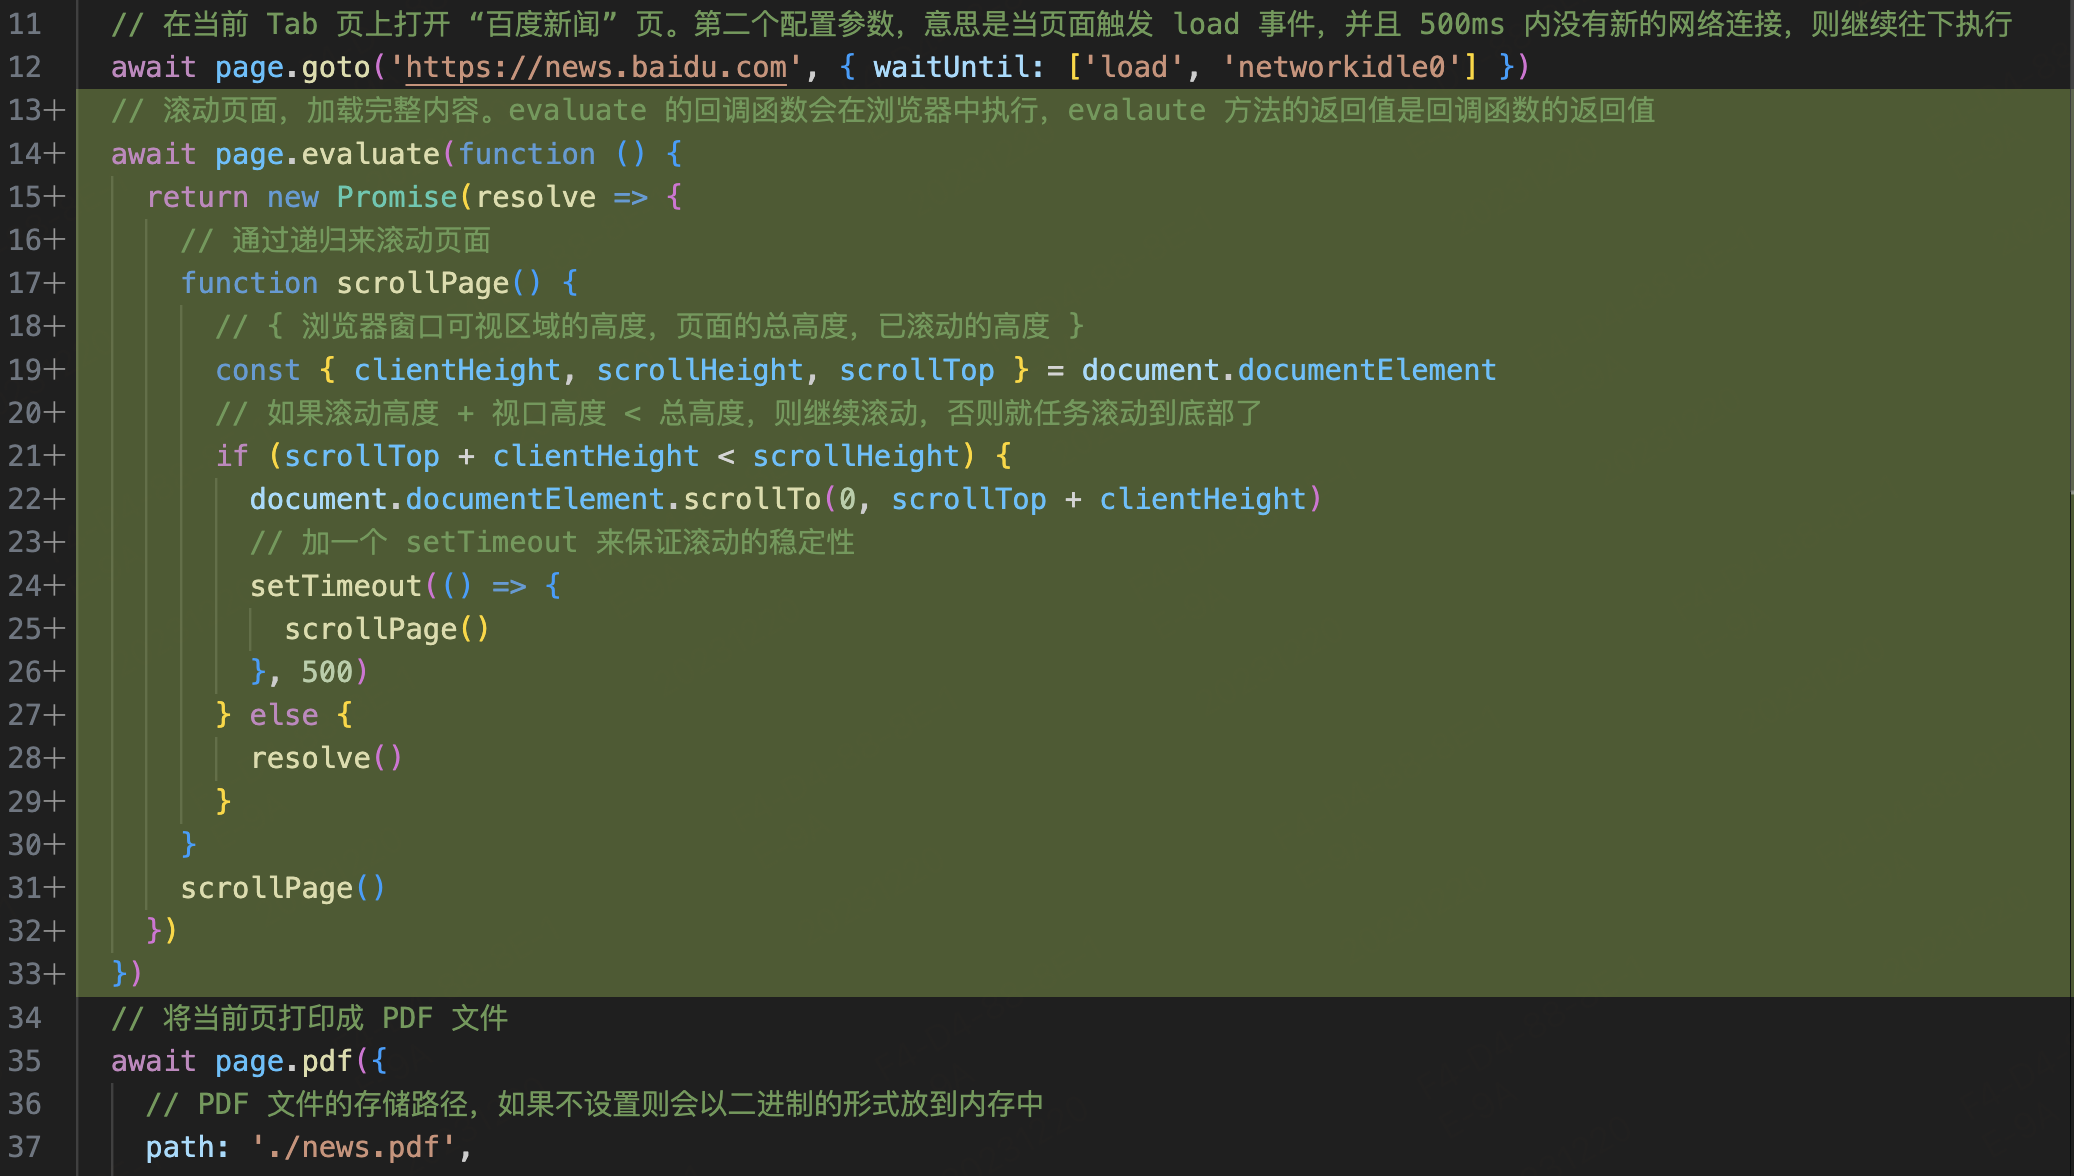 11 // 在当前 Tab 页上打开 “百度新闻” 页。第二个配置参数，意思是当页面触发 load 事件，并且 500ms 内没有新的网络连接，则继续往下执行
12 await page.goto('https://news.baidu.com', { waitUntil: ['load', 'networkidle0'] })
13+ // 滚动页面，加载完整内容。evaluate 的回调函数会在浏览器中执行，evalaute 方法的返回值是回调函数的返回值
14+ await page.evaluate(function () {
15+ return new Promise(resolve => {
16+ // 通过递归来滚动页面
17+ function scrollPage() {
18+ // { 浏览器窗口可视区域的高度，页面的总高度，已滚动的高度 }
19+ const { clientHeight, scrollHeight, scrollTop } = document.documentElement
20+ // 如果滚动高度 + 视口高度 < 总高度，则继续滚动，否则就任务滚动到底部了
21+ if (scrollTop + clientHeight < scrollHeight) {
22+ document.documentElement.scrollTo(0, scrollTop + clientHeight)
23+ // 加一个 setTimeout 来保证滚动的稳定性
24+ setTimeout(() => {
25+ scrollPage()
26+ }, 500)
27+ } else {
28+ resolve()
29+ }
30+ }
31+ scrollPage()
32+ })
33+ })
34 // 将当前页打印成 PDF 文件
35 await page.pdf({
36 // PDF 文件的存储路径，如果不设置则会以二进制的形式放到内存中
37 path: './news.pdf',